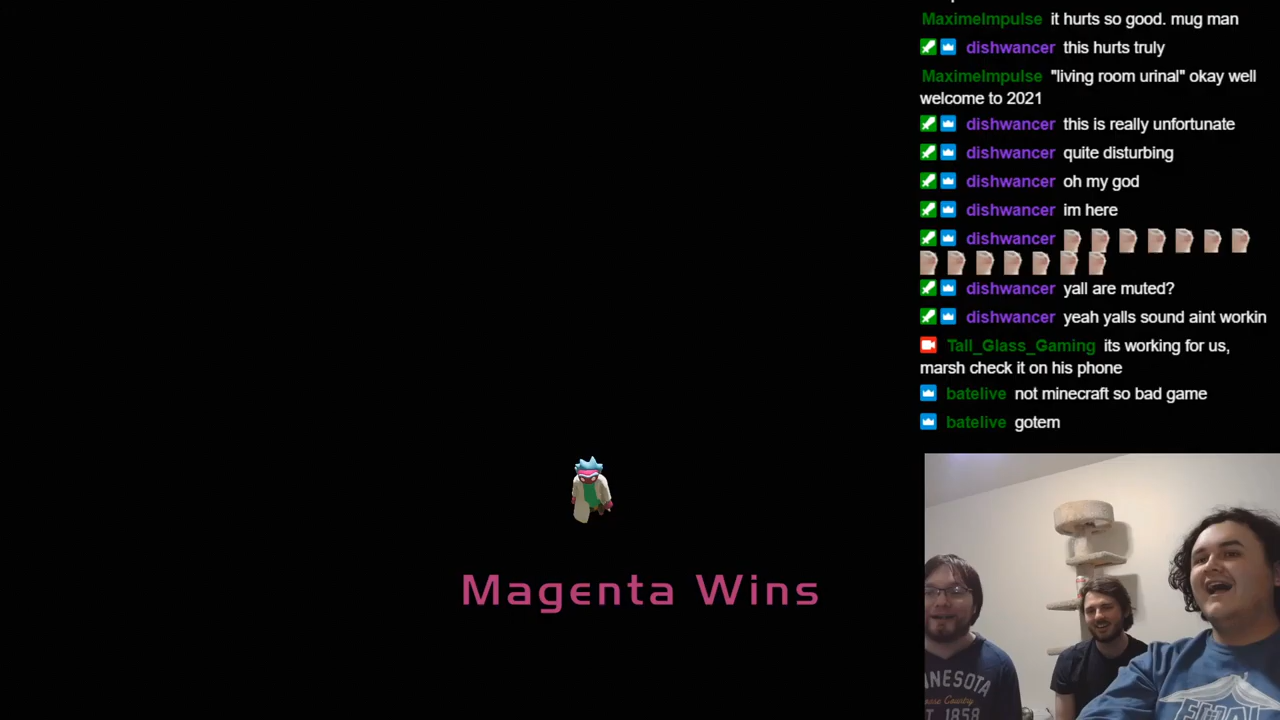 MaximeImpulse it hurts so good. mug man
dishwancer this hurts truly
MaximeImpulse "living room urinal" okay well
welcome to 2021
dishwancer this is really unfortunate
dishwancer quite disturbing
dishwancer oh my god
dishwancer im here
dishwancer
dishwancer yall are muted?
dishwancer yeah yalls sound aint workin
Tall_Glass_Gaming its working for us,
marsh check it on his phone
batelive not minecraft so bad game
batelive gotem
Magenta Wins
NESOTA
1858